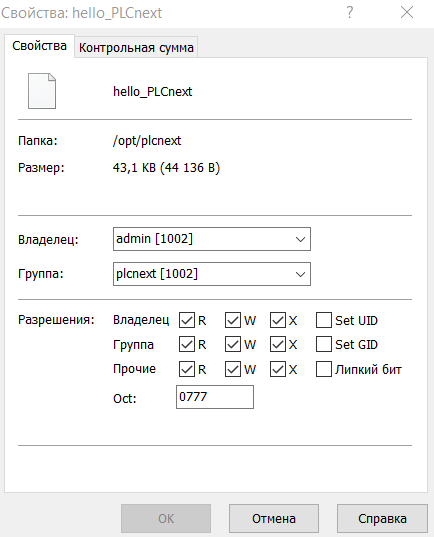 Свойства: hello_PLCnext ? ×
Свойства Контрольная сумма
hello_PLCnext
Папка: /opt/plcnext
Размер: 43,1 KB (44 136 B)
Владелец: admin [1002]
Группа: plcnext [1002]
Разрешения: Владелец R W X Set UID
Группа R W X Set GID
Прочие R W X Липкий бит
Oct: 0777
OK Отмена Справка